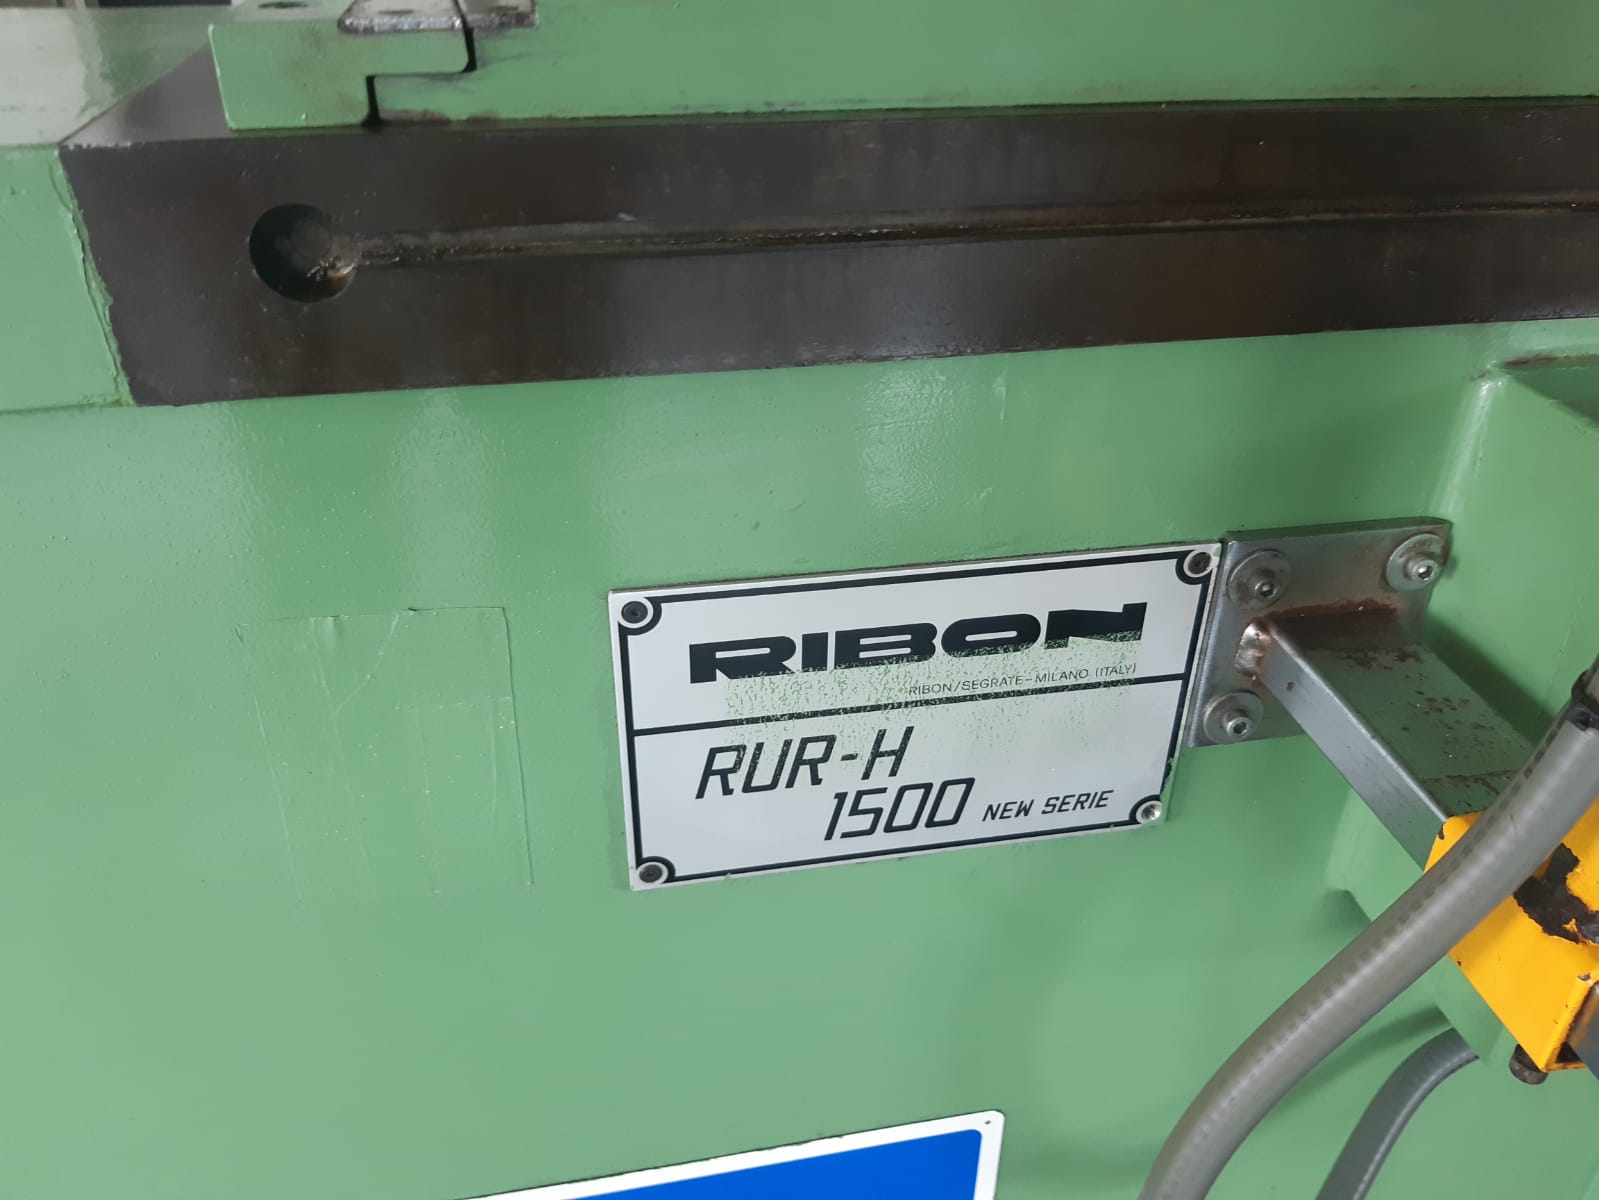 RIBON
RIBON/SEGRATE-MILANO (ITALY)
RUR-H
1500 NEW SERIE